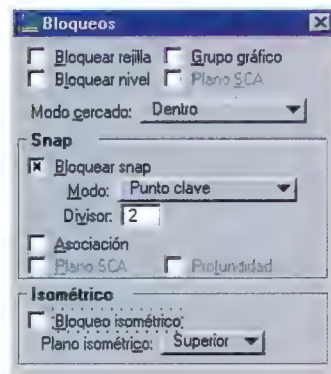 Bloqueos
Bloquear rejilla Grupo gráfico
Bloquear nivel Plano SCA
Modo cercado: Dentro
Snap
Bloquear snap
Modo: Punto clave
Divisor: 2
Asociación
Plano SCA Profundidad
Isométrico
Bloqueo isométrico
Plano isométrico: Superior